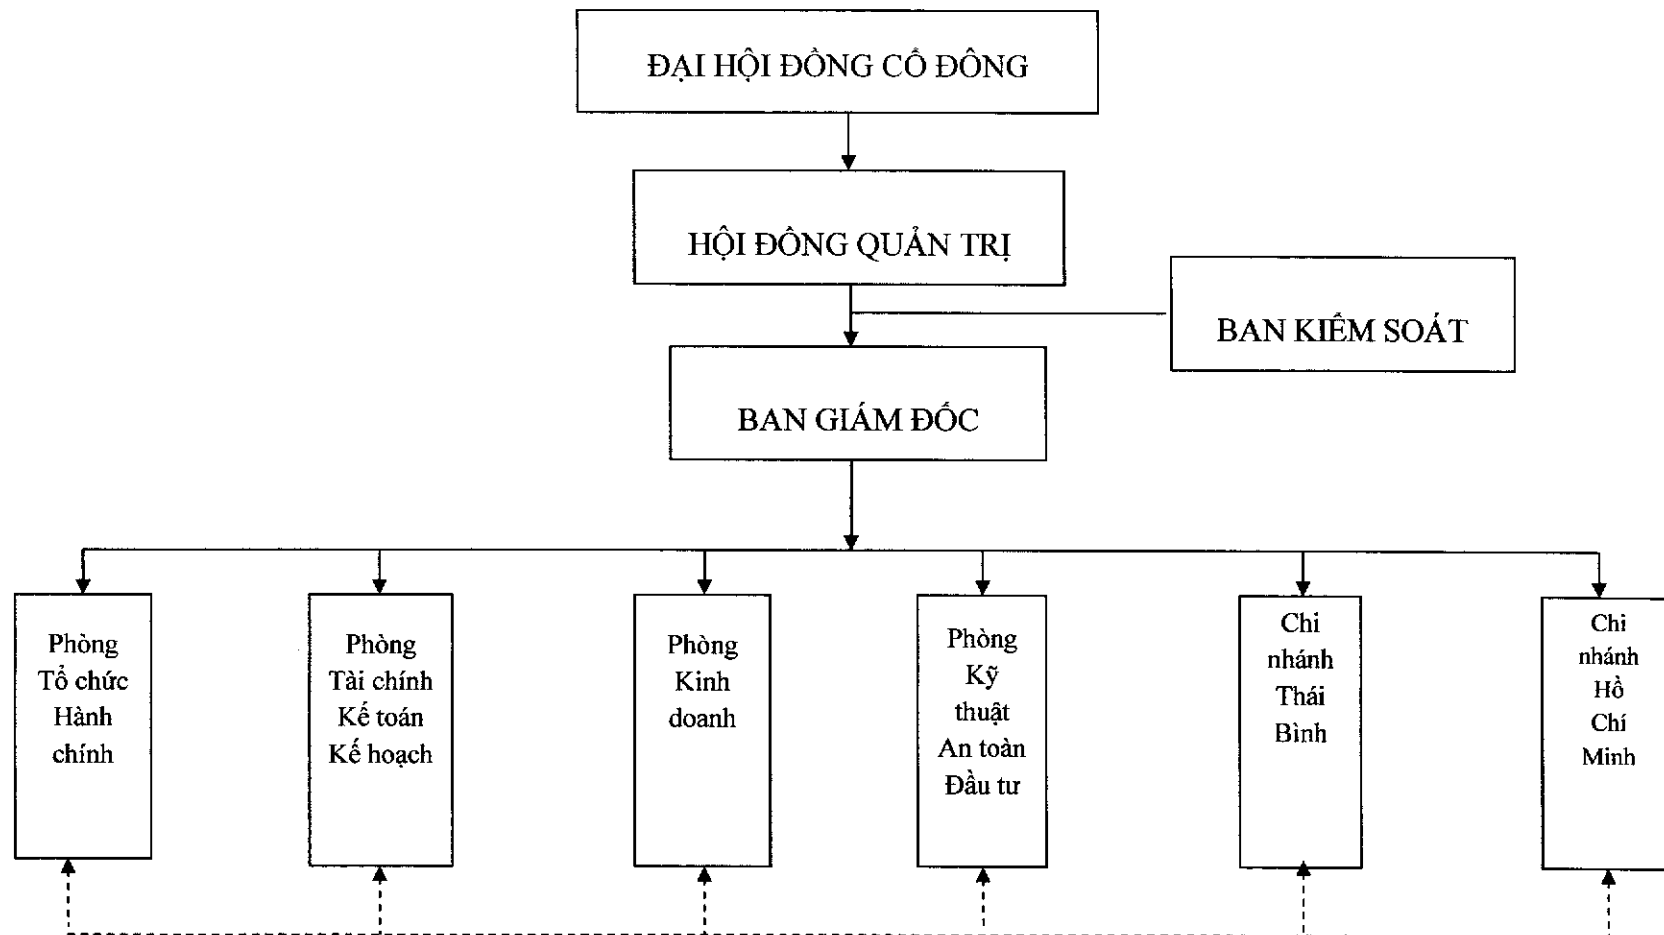 ĐẠI HỘI ĐỒNG CỔ ĐÔNG
HỘI ĐỒNG QUẢN TRỊ
BAN KIỂM SOÁT
BAN GIÁM ĐỐC
Phòng
Tổ chức
Hành
chính
Phòng
Tài chính
Kế toán
Kế hoạch
Phòng
Kinh
doanh
Phòng
Kỹ
thuật
An toàn
Đầu tư
Chi
nhánh
Thái
Bình
Chi
nhánh
Hồ
Chí
Minh